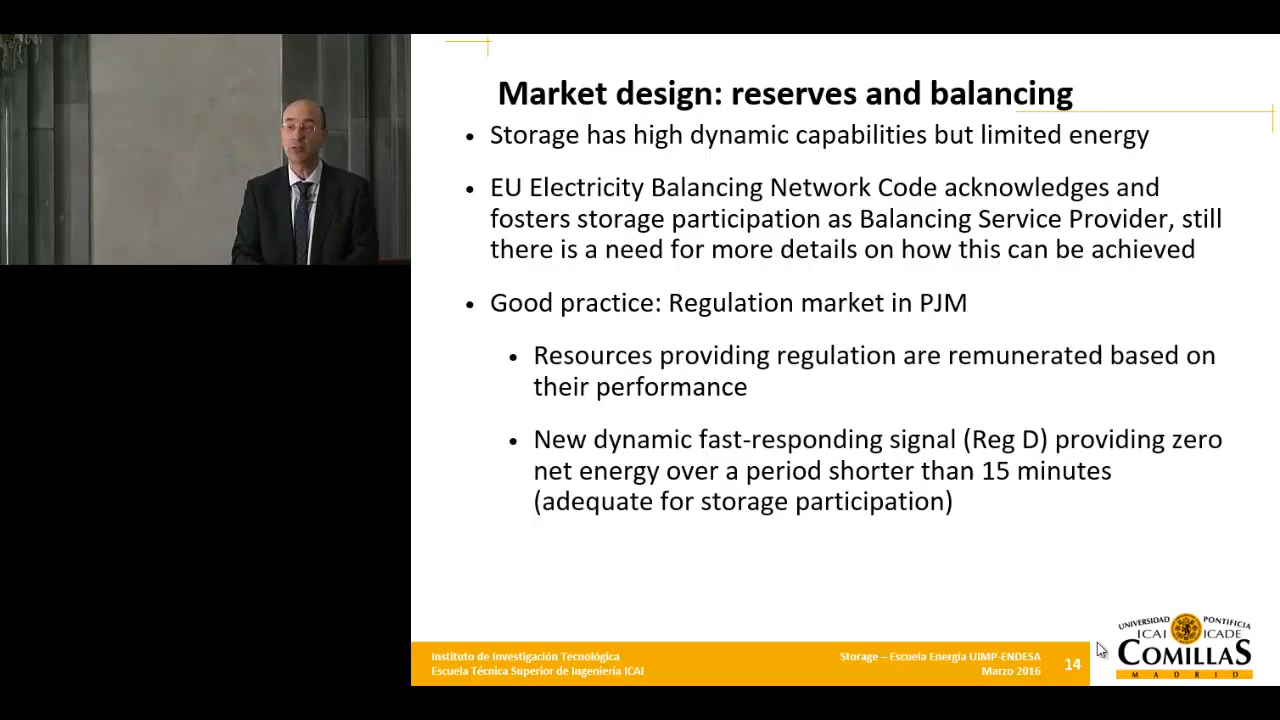 Market design: reserves and balancing
• Storage has high dynamic capabilities but limited energy
• EU Electricity Balancing Network Code acknowledges and
fosters storage participation as Balancing Service Provider, still
there is a need for more details on how this can be achieved
• Good practice: Regulation market in PJM
• Resources providing regulation are remunerated based on
their performance
• New dynamic fast-responding signal (Reg D) providing zero
net energy over a period shorter than 15 minutes
(adequate for storage participation)
Instituto de Investigación Tecnológica
Escuela Técnica Superior de Ingeniería ICAI
Storage – Escuela Energía UIMP-ENDESA
Marzo 2016
14
UNIVERSIDAD PONTIFICIA
ICAI ICADE
COMILLAS
MADRID